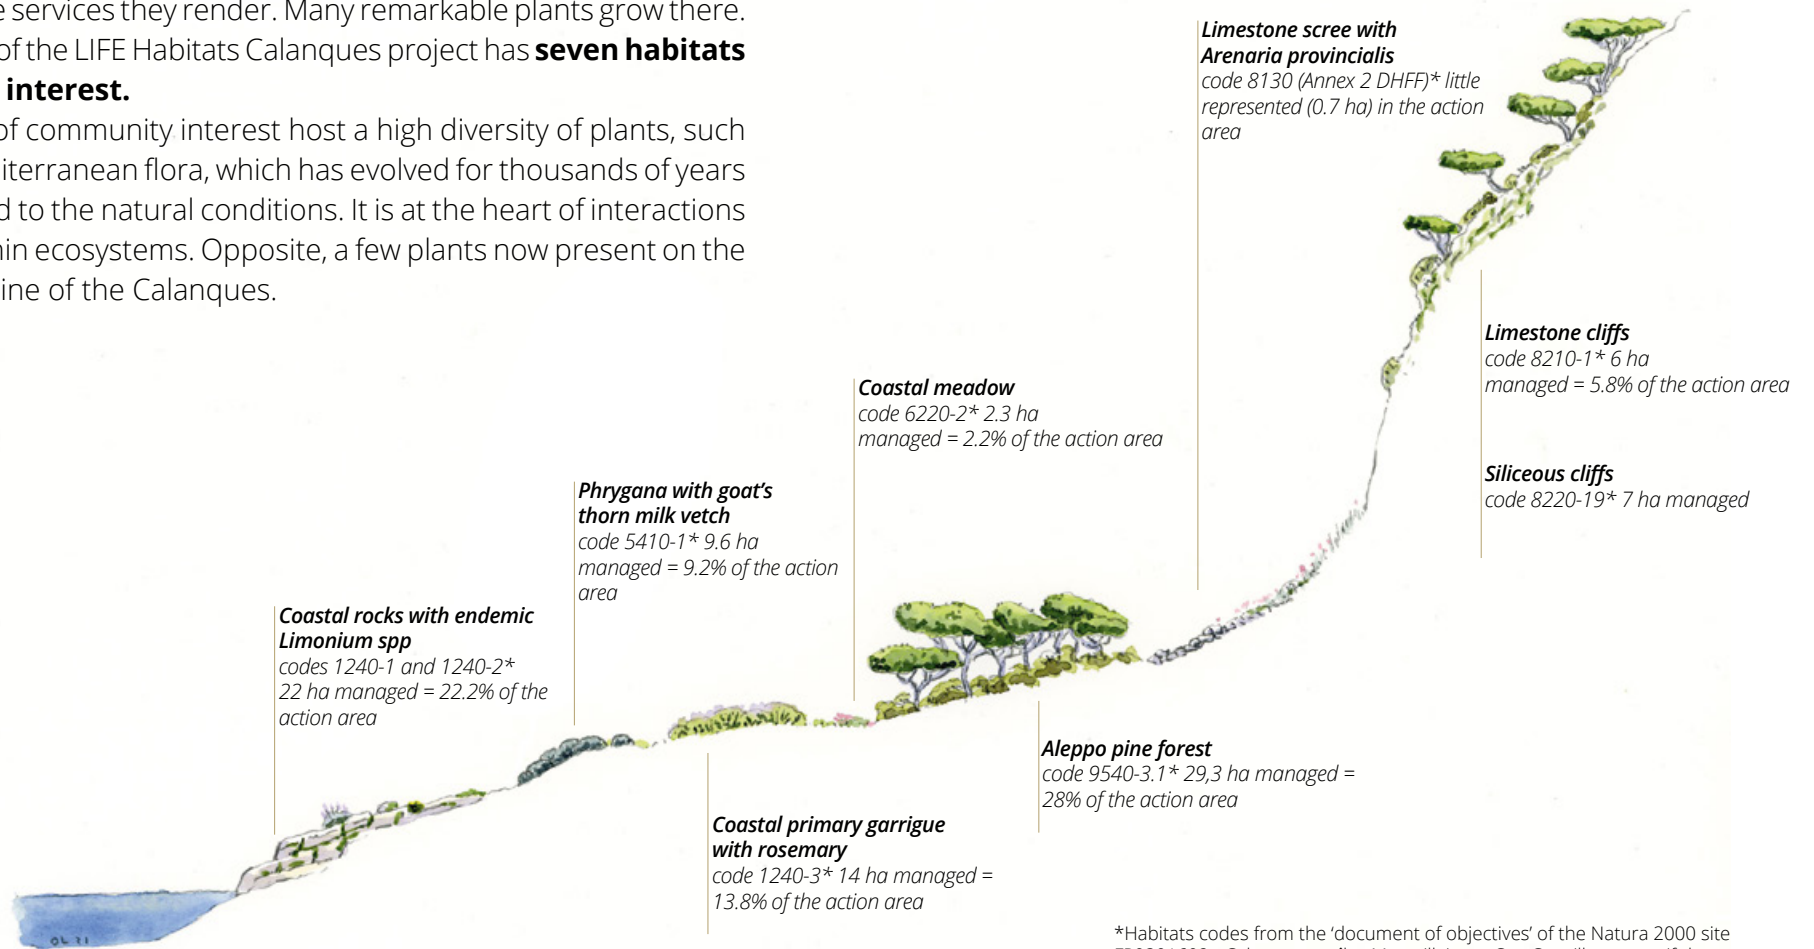 e services they render. Many remarkable plants grow there.
of the LIFE Habitats Calanques project has seven habitats
interest.
of community interest host a high diversity of plants, such
iterranean flora, which has evolved for thousands of years
d to the natural conditions. It is at the heart of interactions
in ecosystems. Opposite, a few plants now present on the
ine of the Calanques.
Limestone scree with
Arenaria provincialis
code 8130 (Annex 2 DHFF)* little
represented (0.7 ha) in the action
area
Limestone cliffs
code 8210-1* 6 ha
managed = 5.8% of the action area
Siliceous cliffs
code 8220-19* 7 ha managed
Coastal meadow
code 6220-2* 2.3 ha
managed = 2.2% of the action area
Phrygana with goat's
thorn milk vetch
code 5410-1* 9.6 ha
managed = 9.2% of the action
area
Coastal rocks with endemic
Limonium spp
codes 1240-1 and 1240-2*
22 ha managed = 22.2% of the
action area
Aleppo pine forest
code 9540-3.1* 29,3 ha managed =
28% of the action area
Coastal primary garrigue
with rosemary
code 1240-3* 14 ha managed =
13.8% of the action area
*Habitats codes from the 'document of objectives' of the Natura 2000 site